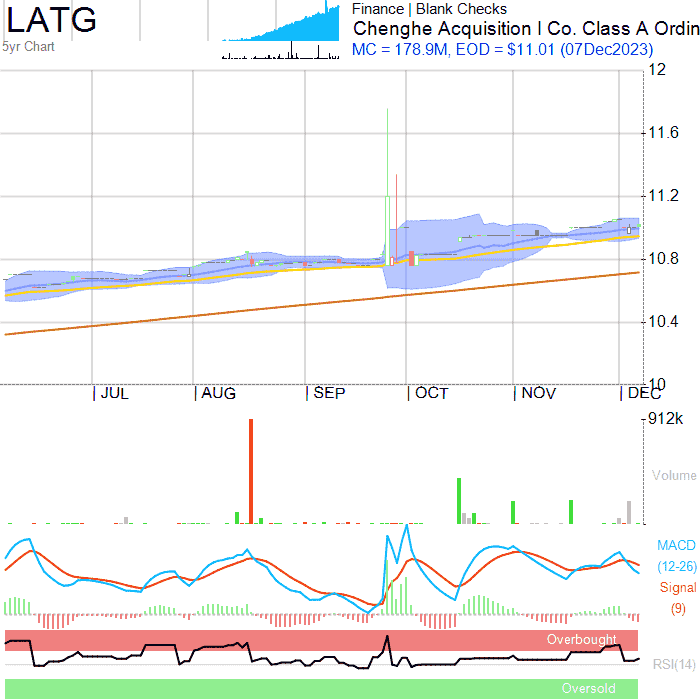 LATG
5yr Chart
Finance | Blank Checks
Chenghe Acquisition I Co. Class A Ordin
MC = 178.9M, EOD = $11.01 (07Dec2023)
12
11.6
11.2
10.8
10.4
10
JUL AUG SEP OCT NOV DEC
912k
Volume
MACD
(12-26)
Signal
(9)
Overbought
RSI(14)
Oversold